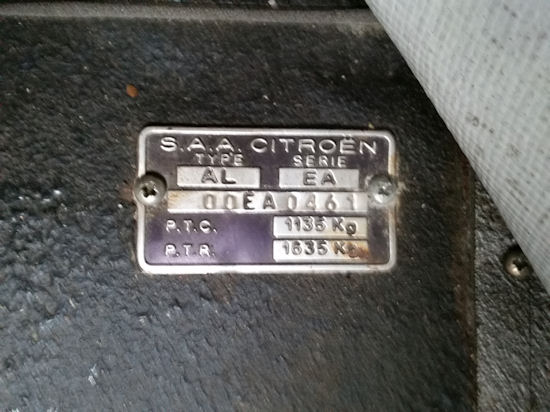 S.A.A. CITROËN
TYPE SERIE
AL EA
00EA0461
P.T.C. 1135 Kg
P.T.R. 1635 Kg